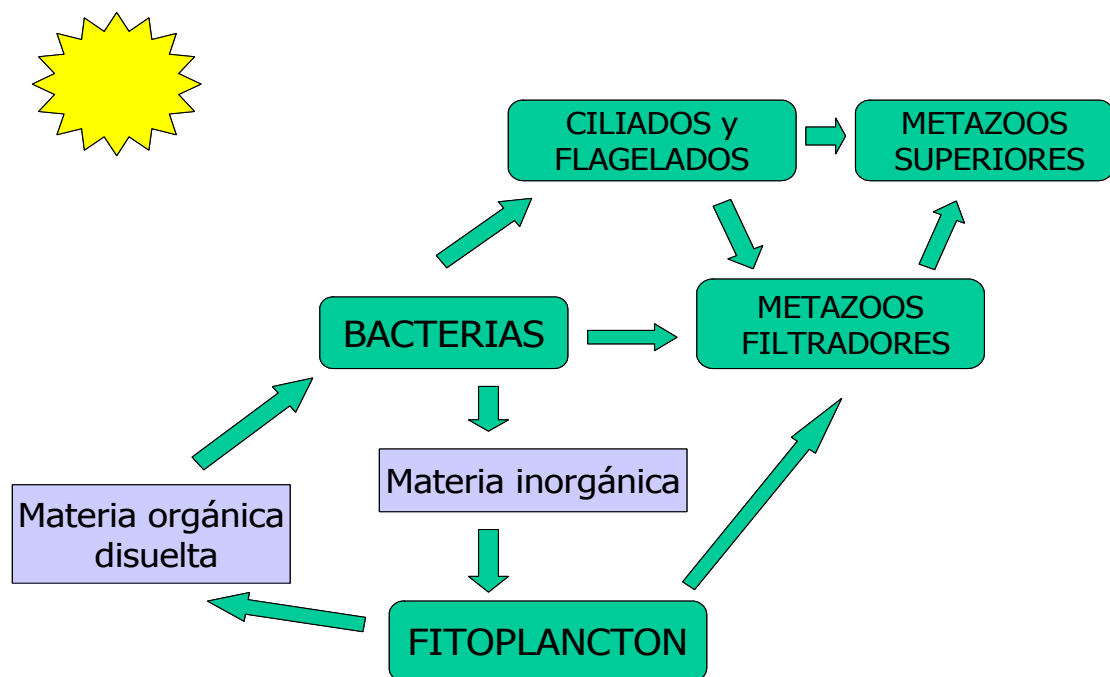 CILIADOS y
FLAGELADOS
METAZOOS
SUPERIORES
BACTERIAS
METAZOOS
FILTRADORES
Materia inorgánica
Materia orgánica
disuelta
FITOPLANCTON